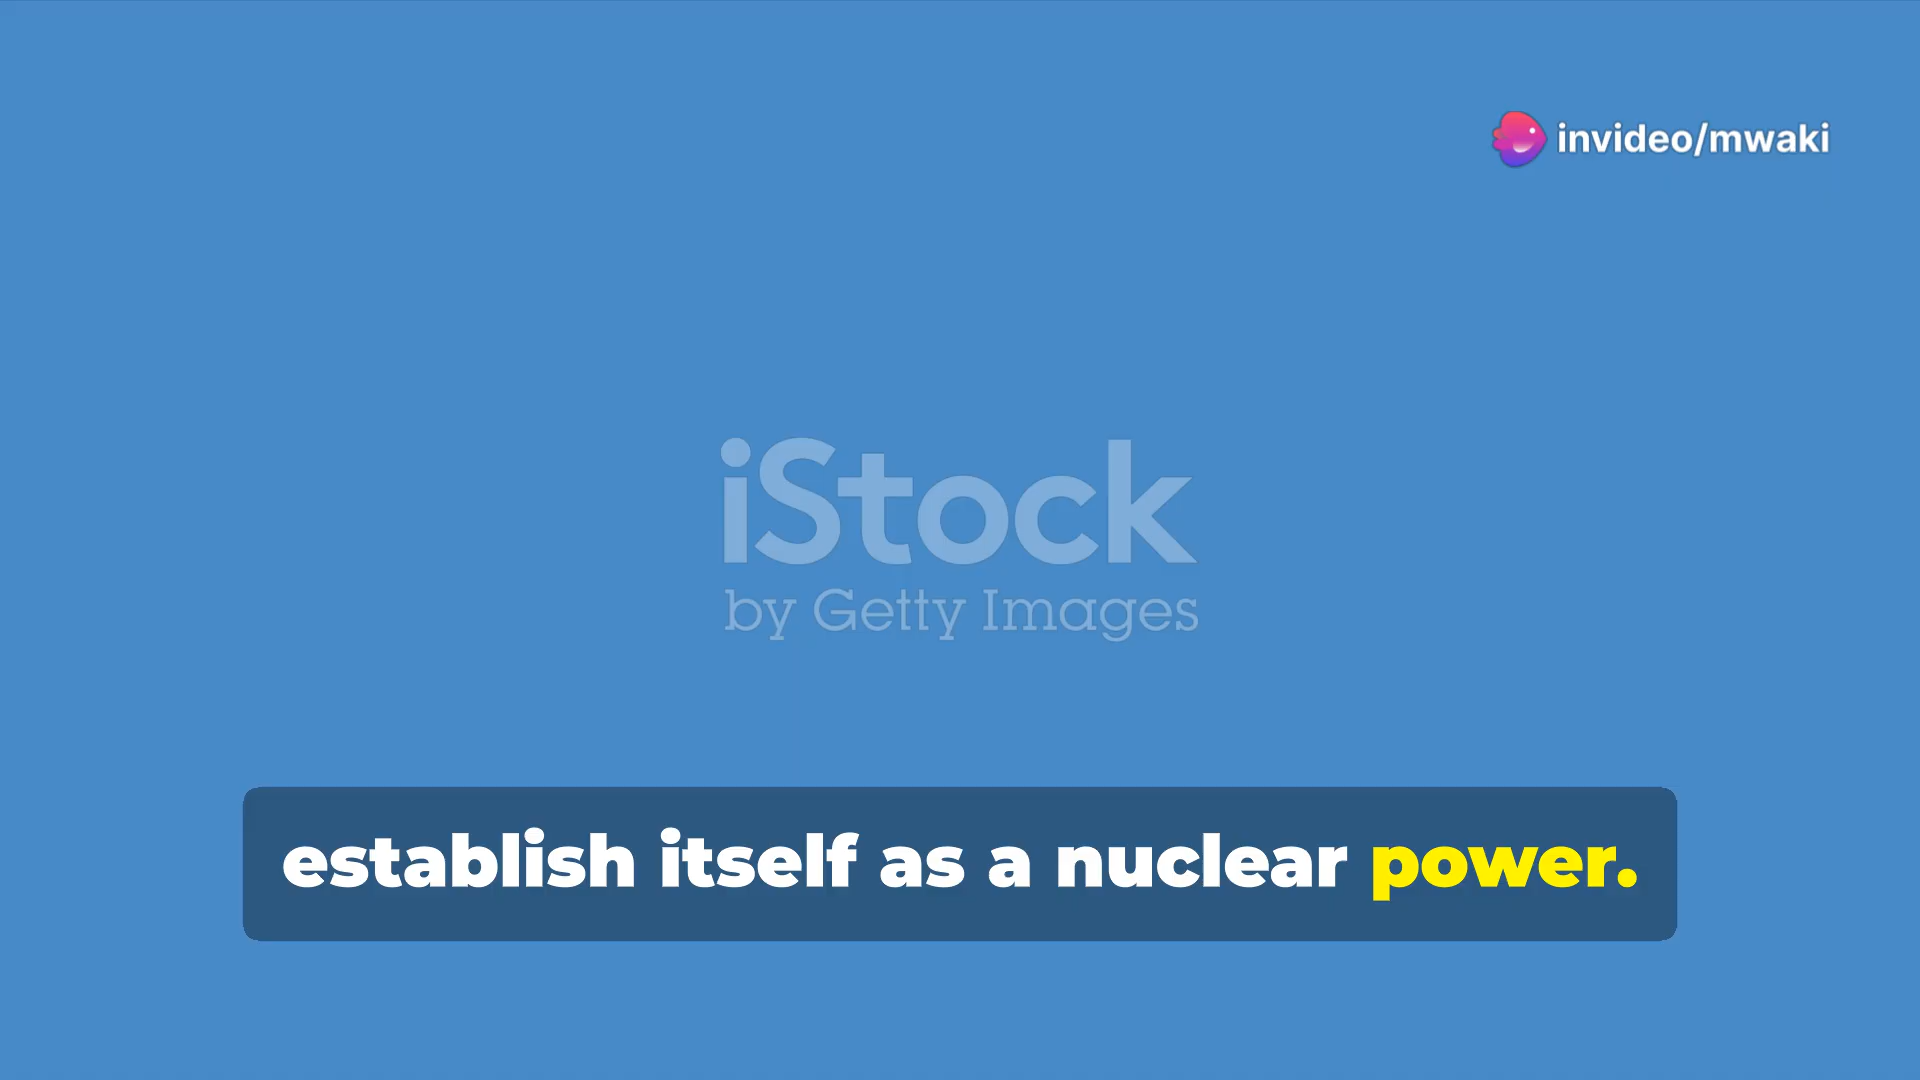 invideo/mwaki
iStock
by Getty Images
establish itself as a nuclear power.